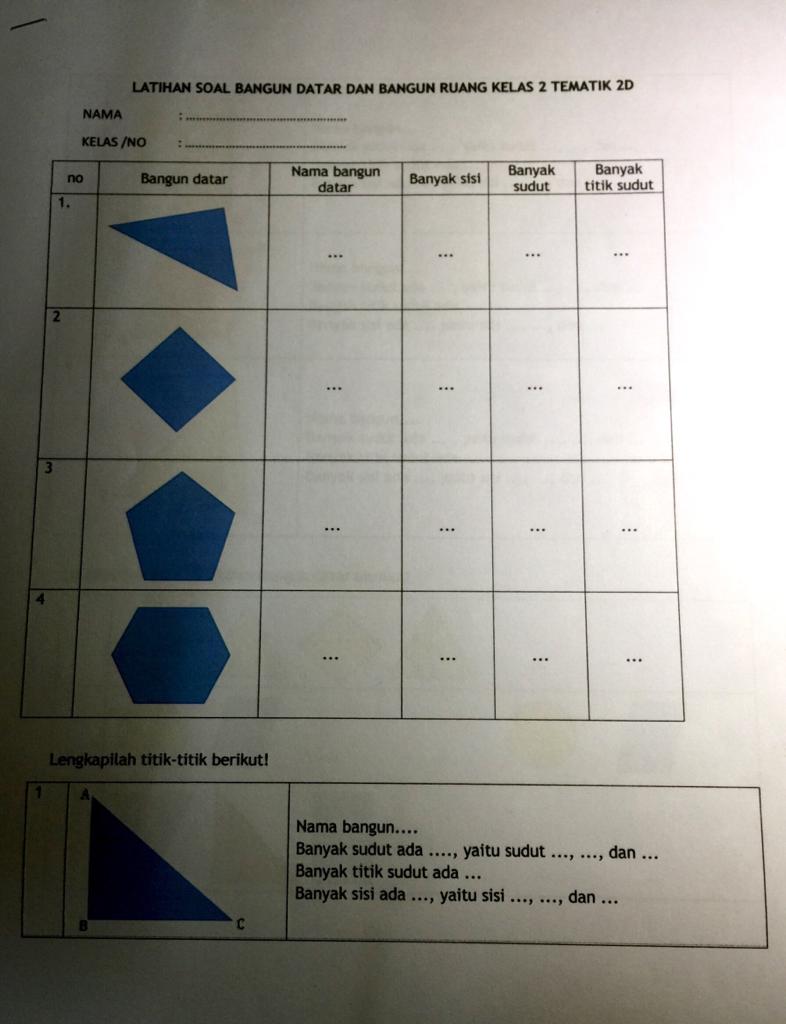 LATIHAN SOAL BANGUN DATAR DAN BANGUN RUANG KELAS 2 TEMATIK 2D
NAMA : ................................................
KELAS /NO : ................................................
no Bangun datar Nama bangun datar Banyak sisi Banyak sudut Banyak titik sudut
1. ... ... ... ...
2 ... ... ... ...
3 ... ... ... ...
4 ... ... ... ...
Lengkapilah titik-titik berikut!
1
A
B
C
Nama bangun....
Banyak sudut ada ...., yaitu sudut ..., ..., dan ...
Banyak titik sudut ada ...
Banyak sisi ada ..., yaitu sisi ..., ..., dan ...